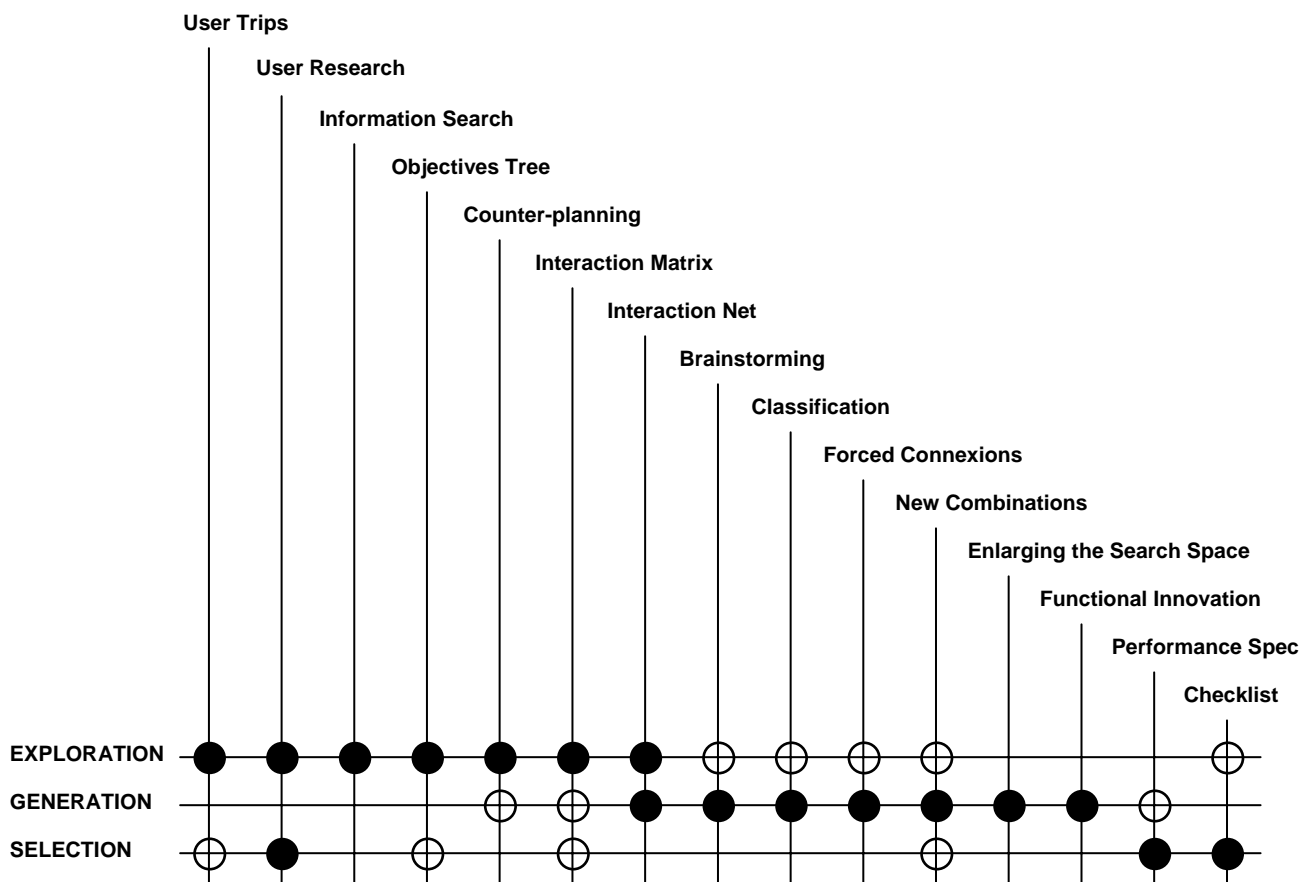 User Trips
User Research
Information Search
Objectives Tree
Counter-planning
Interaction Matrix
Interaction Net
Brainstorming
Classification
Forced Connexions
New Combinations
Enlarging the Search Space
Functional Innovation
Performance Spec
Checklist
EXPLORATION
GENERATION
SELECTION